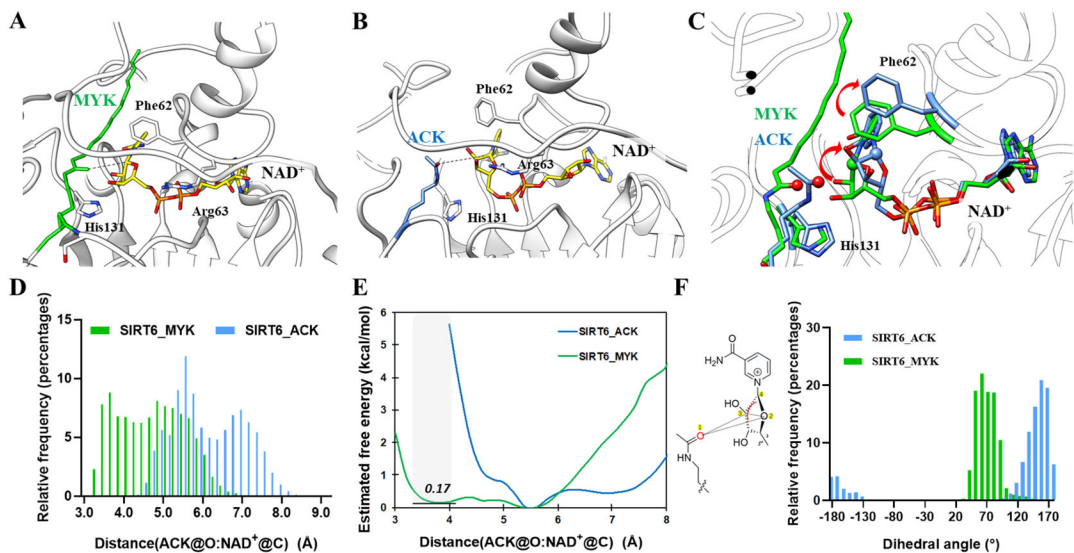 A
MYK
Phe62
NAD+
Arg63
His131
B
Phe62
ACK
NAD+
Arg63
His131
C
Phe62
MYK
ACK
NAD+
His131
D
Relative frequency (percentages)
15
10
5
0
SIRT6_MYK
SIRT6_ACK
3.0 4.0 5.0 6.0 7.0 8.0 9.0
Distance(ACK@O:NAD+@C) (Å)
E
Estimated free energy (kcal/mol)
6
5
4
3
2
1
0
SIRT6_ACK
SIRT6_MYK
0.17
3 4 5 6 7 8
Distance(ACK@O:NAD+@C) (Å)
F
H2N
O
N
+
4
HO
3
O
2
HO
1
O
HN
Relative frequency (percentages)
30
20
10
0
SIRT6_ACK
SIRT6_MYK
-180 -130 -80 -30 20 70 120 170
Dihedral angle (°)